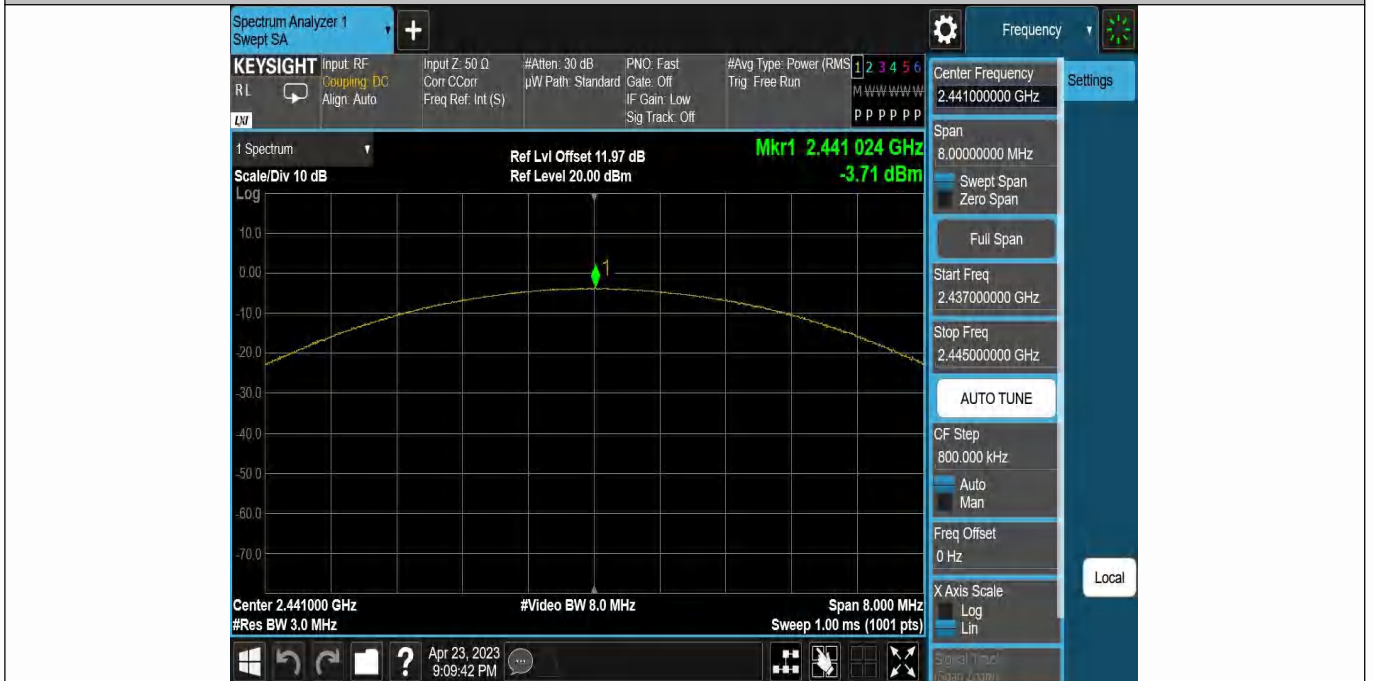 Spectrum Analyzer 1
Swept SA
+
Frequency
KEYSIGHT
RL
LXI
Input: RF
Coupling: DC
Align: Auto
Input Z: 50 Ω
Corr CCorr
Freq Ref: Int (S)
#Atten: 30 dB
µW Path: Standard
PNO: Fast
Gate: Off
IF Gain: Low
Sig Track: Off
#Avg Type: Power (RMS
Trig: Free Run
1 2 3 4 5 6
M W W W W W
P P P P P P
1 Spectrum
Scale/Div 10 dB
Log
Ref Lvl Offset 11.97 dB
Ref Level 20.00 dBm
Mkr1 2.441 024 GHz
-3.71 dBm
10.0
0.00
-10.0
-20.0
-30.0
-40.0
-50.0
-60.0
-70.0
1
Center 2.441000 GHz
#Res BW 3.0 MHz
#Video BW 8.0 MHz
Span 8.000 MHz
Sweep 1.00 ms (1001 pts)
?
Apr 23, 2023
9:09:42 PM
Center Frequency
2.441000000 GHz
Span
8.00000000 MHz
Swept Span
Zero Span
Full Span
Start Freq
2.437000000 GHz
Stop Freq
2.445000000 GHz
AUTO TUNE
CF Step
800.000 kHz
Auto
Man
Freq Offset
0 Hz
X Axis Scale
Log
Lin
Signal Track
(Span Zoom)
Settings
Local